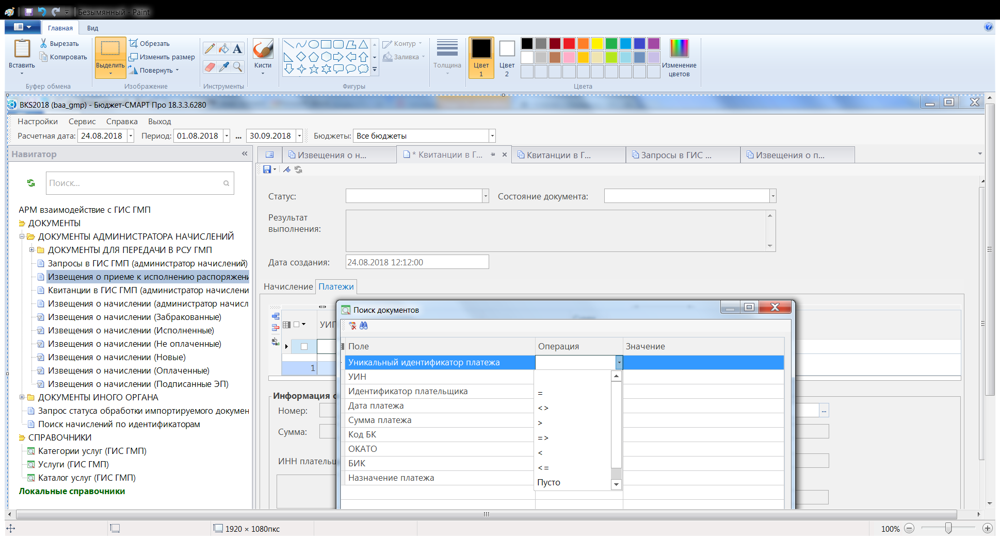 Безымянный - Paint
Главная
Вид
Вставить
Вырезать
Копировать
Буфер обмена
Выделить
Обрезать
Изменить размер
Повернуть
Изображение
Инструменты
Кисти
Фигуры
Контур
Заливка
Толщина
Цвет
1
Цвет
2
Изменение
цветов
Цвета
BKS2018 (baa_gmp) - Бюджет-СМАРТ Про 18.3.3.6280
Настройки Сервис Справка Выход
Расчетная дата: 24.08.2018 Период: 01.08.2018 ... 30.09.2018 Бюджеты: Все бюджеты
Навигатор «
Извещения о н...
* Квитанции в Г...
Квитанции в Г...
Запросы в ГИС ...
Извещения о п...
Поиск...
АРМ взаимодействие с ГИС ГМП
ДОКУМЕНТЫ
ДОКУМЕНТЫ АДМИНИСТРАТОРА НАЧИСЛЕНИЙ
ДОКУМЕНТЫ ДЛЯ ПЕРЕДАЧИ В РСУ ГМП
Запросы в ГИС ГМП (администратор начислений)
Извещения о приеме к исполнению распоряжени
Квитанции в ГИС ГМП (администратор начислени
Извещения о начислении (администратор начисл
Извещения о начислении (Забракованные)
Извещения о начислении (Исполненные)
Извещения о начислении (Не оплаченные)
Извещения о начислении (Новые)
Извещения о начислении (Оплаченные)
Извещения о начислении (Подписанные ЭП)
ДОКУМЕНТЫ ИНОГО ОРГАНА
Запрос статуса обработки импортируемого докумен
Поиск начислений по идентификаторам
СПРАВОЧНИКИ
Категории услуг (ГИС ГМП)
Услуги (ГИС ГМП)
Каталог услуг (ГИС ГМП)
Локальные справочники
Статус:
Состояние документа:
Результат
выполнения:
Дата создания: 24.08.2018 12:12:00
Начисление Платежи
УИП
1
Информация о
Номер:
...
Сумма:
ИНН плательщ
Поиск документов
Поле Операция Значение
Уникальный идентификатор платежа
УИН
Идентификатор плательщика
Дата платежа
Сумма платежа
Код БК
ОКАТО
БИК
Назначение платежа
=
<>
>
=>
<
<=
Пусто
1920 × 1080пкс
100%